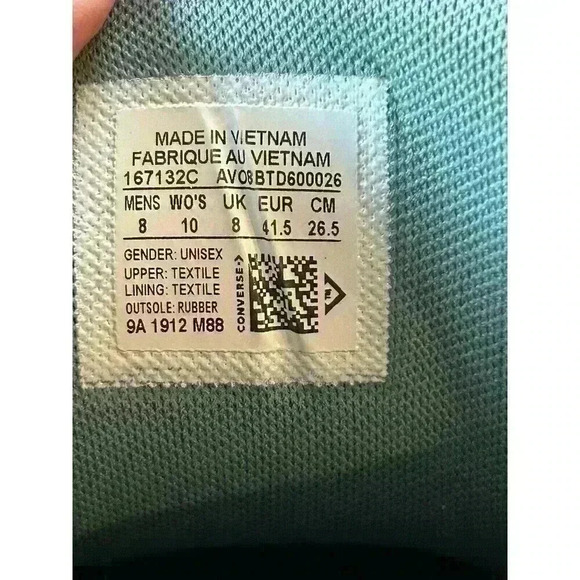 MADE IN VIETNAM
FABRIQUE AU VIETNAM
167132C AVO8BTD600026
MENS WO'S UK EUR CM
8 10 8 41.5 26.5
GENDER: UNISEX
UPPER: TEXTILE
LINING: TEXTILE
OUTSOLE: RUBBER
9A 1912 M88
CONVERSE